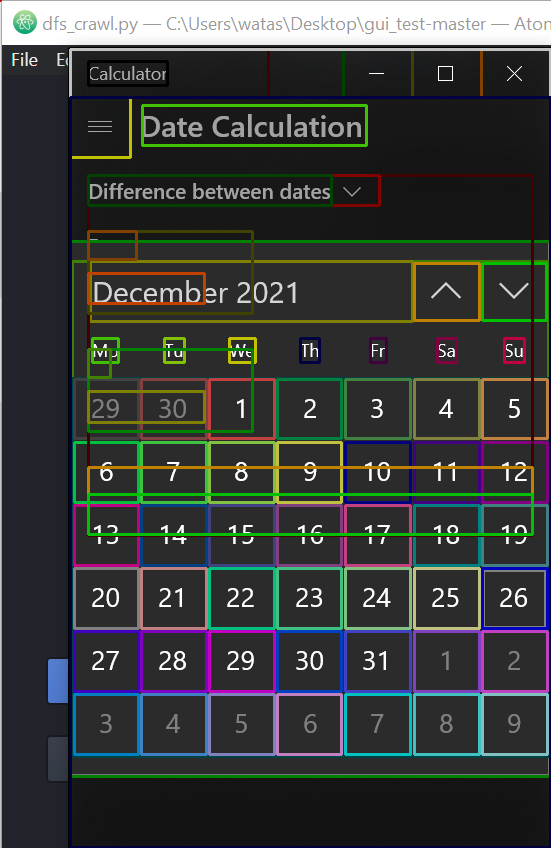 dfs_crawl.py — C:\Users\watas\Desktop\gui_test-master — Atom
File
Calculator
Date Calculation
Difference between dates
December 2021
Mo Tu We Th Fr Sa Su
29 30 1 2 3 4 5
6 7 8 9 10 11 12
13 14 15 16 17 18 19
20 21 22 23 24 25 26
27 28 29 30 31 1 2
3 4 5 6 7 8 9